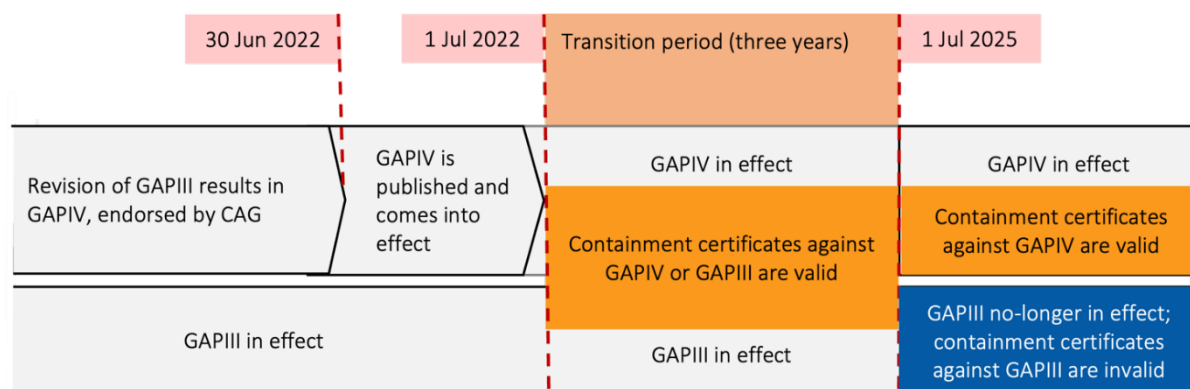 30 Jun 2022
1 Jul 2022
Transition period (three years)
1 Jul 2025
Revision of GAPIII results in
GAPIV, endorsed by CAG
GAPIV is
published and
comes into
effect
GAPIV in effect
GAPIV in effect
Containment certificates against
GAPIV or GAPIII are valid
Containment certificates
against GAPIV are valid
GAPIII in effect
GAPIII in effect
GAPIII no-longer in effect;
containment certificates
against GAPIII are invalid